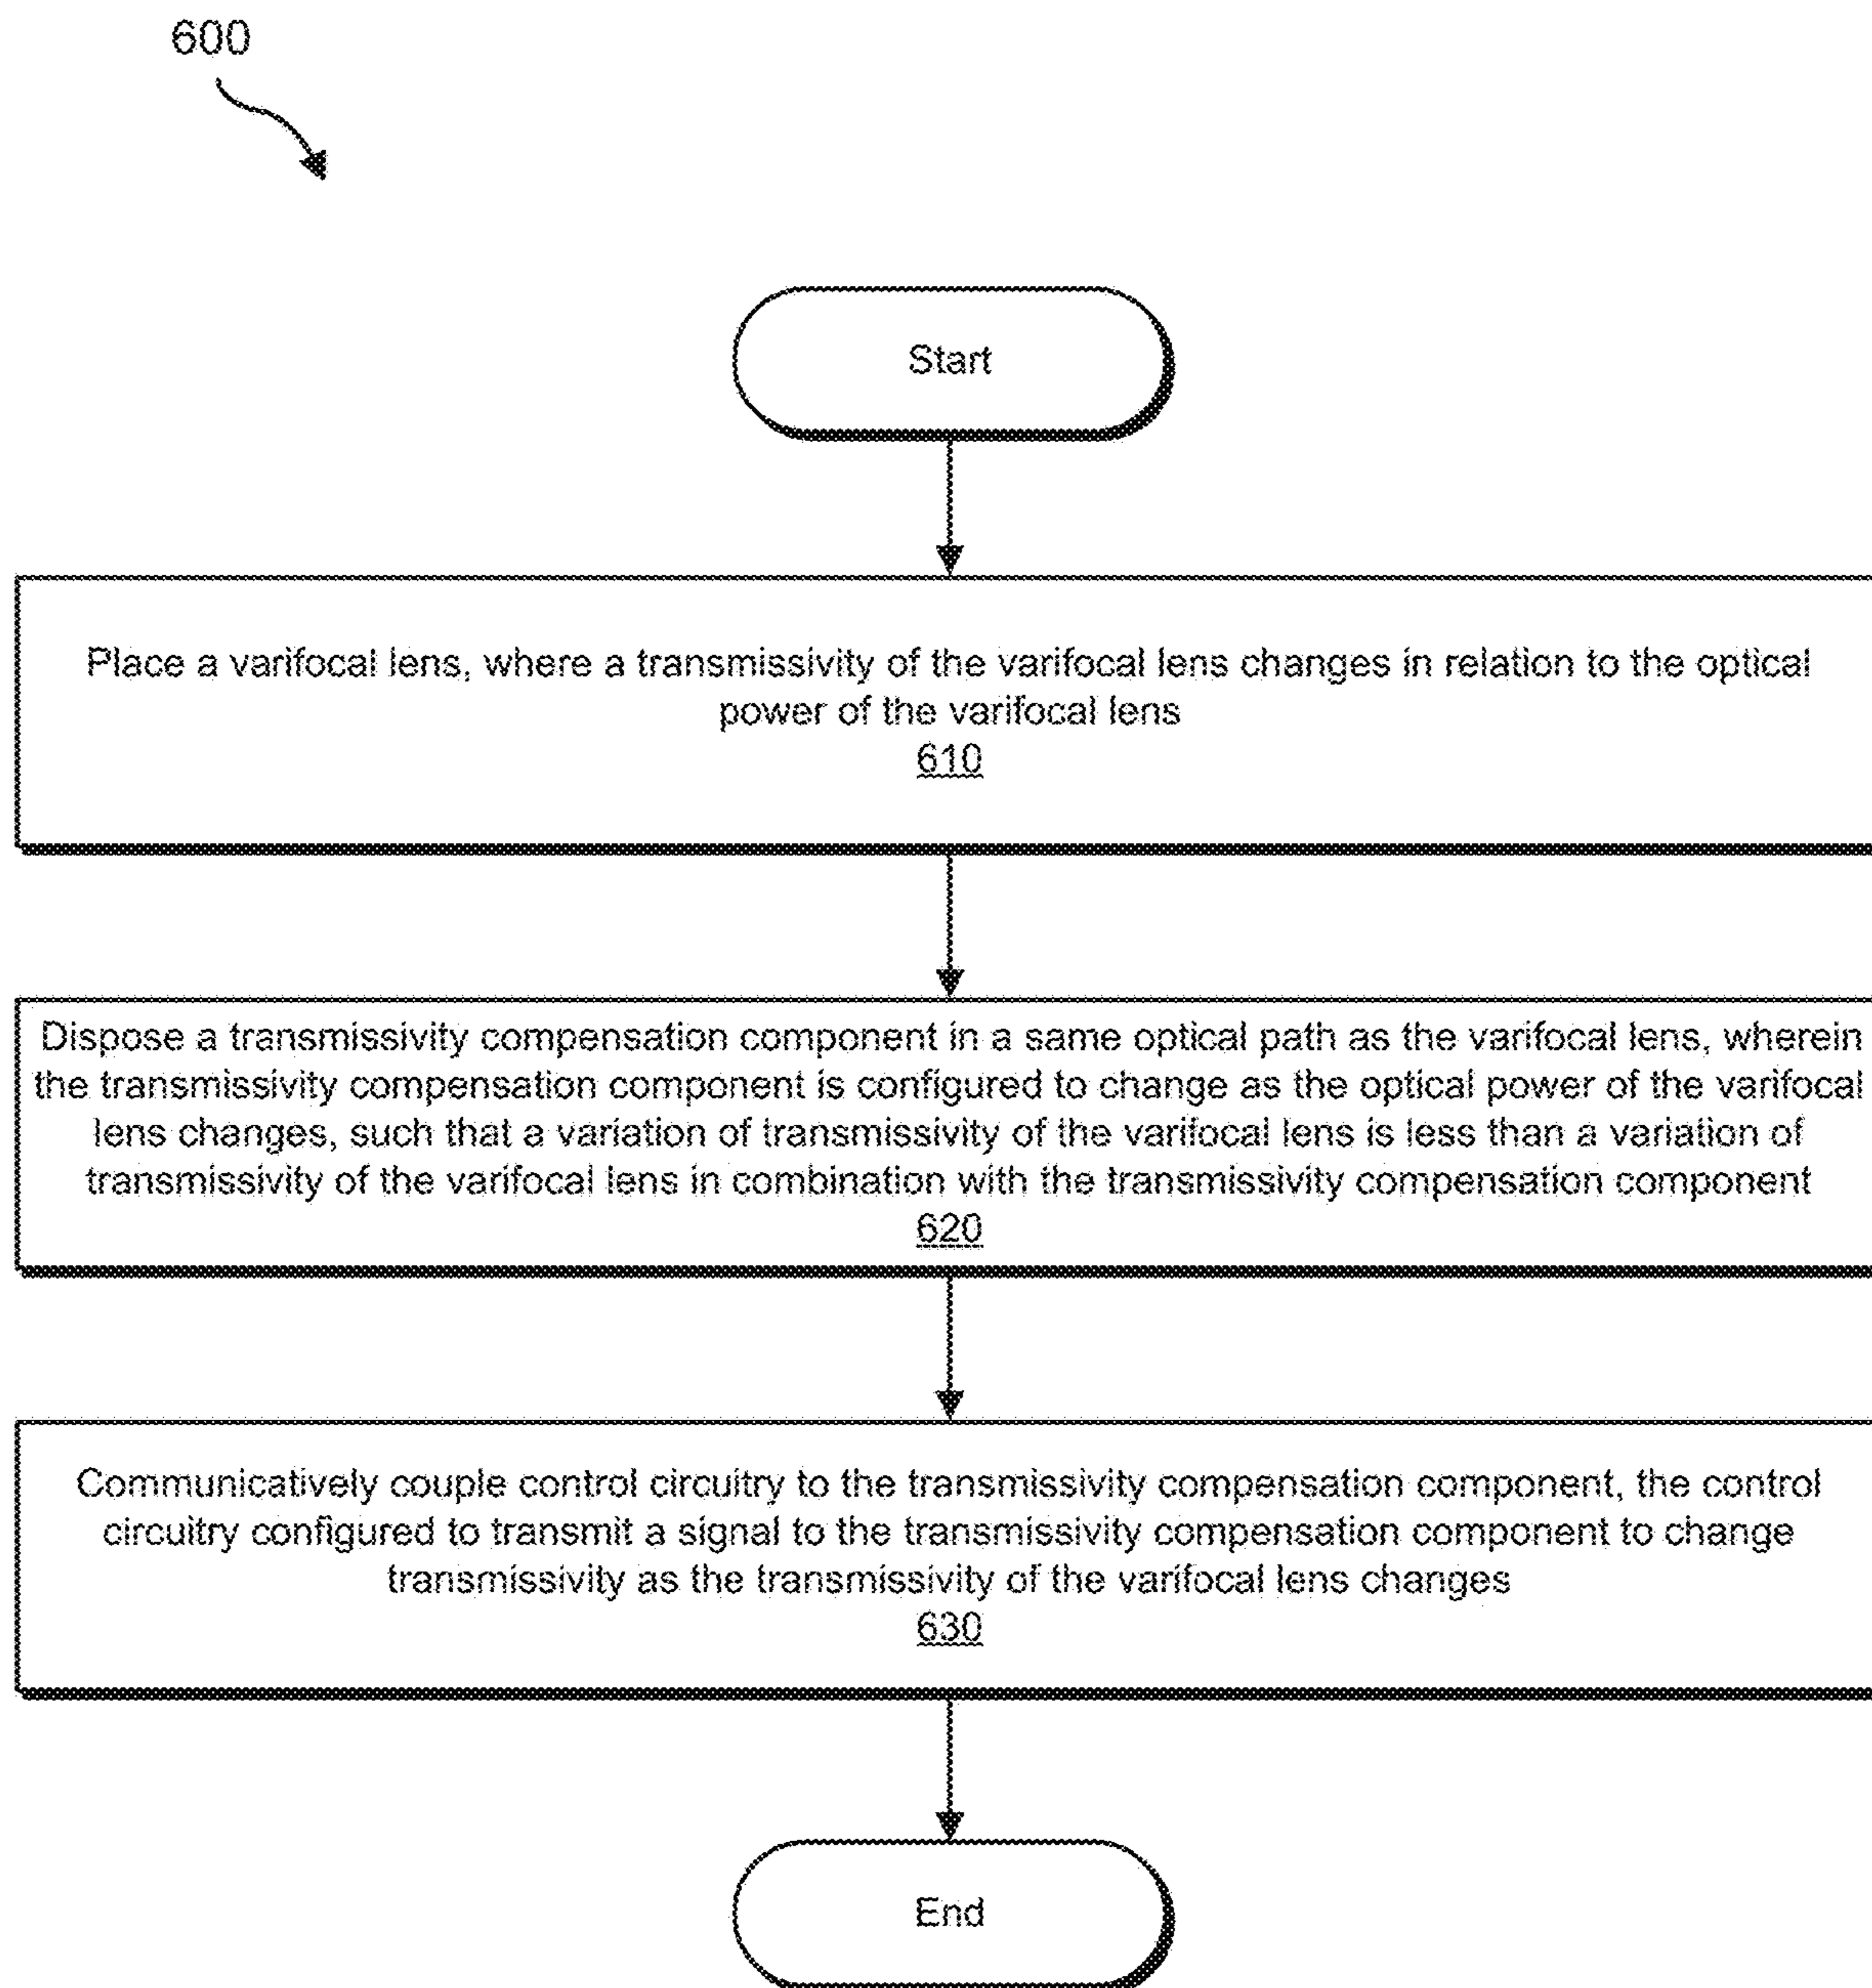 600
Start
Place a varifocal lens, where a transmissivity of the varifocal lens changes in relation to the optical
power of the varifocal lens
610
Dispose a transmissivity compensation component in a same optical path as the varifocal lens, wherein
the transmissivity compensation component is configured to change as the optical power of the varifocal
lens changes, such that a variation of transmissivity of the varifocal lens is less than a variation of
transmissivity of the varifocal lens in combination with the transmissivity compensation component
620
Communicatively couple control circuitry to the transmissivity compensation component, the control
circuitry configured to transmit a signal to the transmissivity compensation component to change
transmissivity as the transmissivity of the varifocal lens changes
630
End